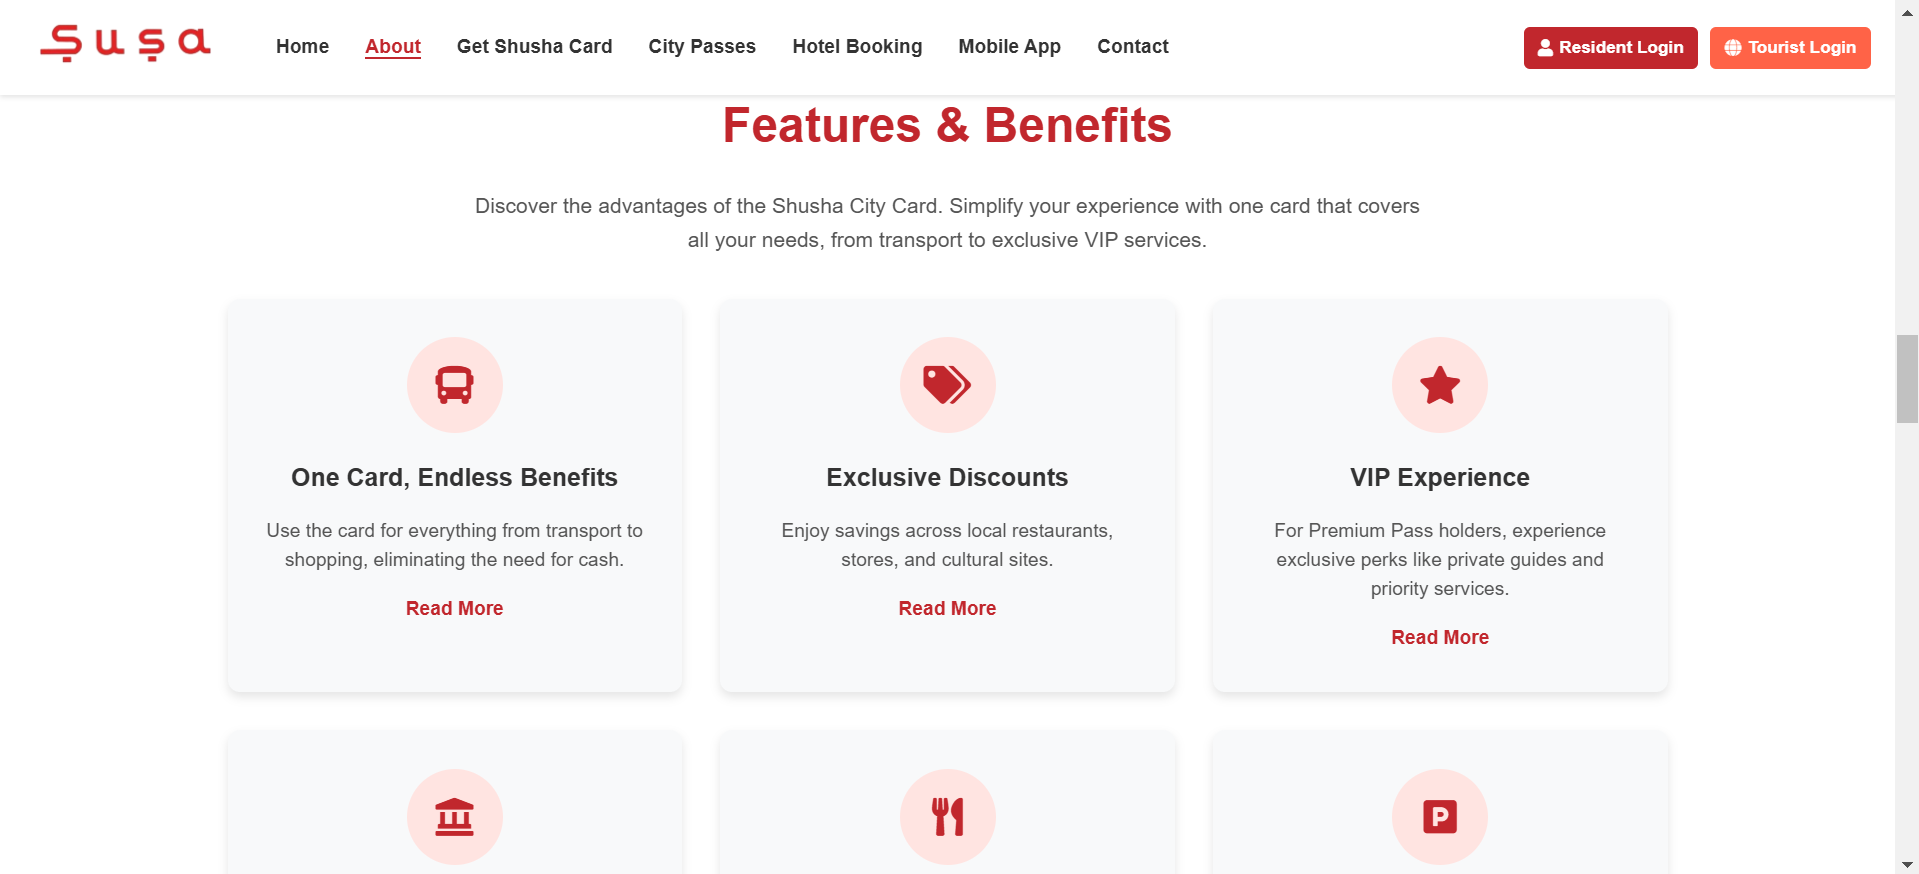 Şuşa
Home About Get Shusha Card City Passes Hotel Booking Mobile App Contact Resident Login Tourist Login
Features & Benefits
Discover the advantages of the Shusha City Card. Simplify your experience with one card that covers
all your needs, from transport to exclusive VIP services.
One Card, Endless Benefits
Use the card for everything from transport to
shopping, eliminating the need for cash.
Read More
Exclusive Discounts
Enjoy savings across local restaurants,
stores, and cultural sites.
Read More
VIP Experience
For Premium Pass holders, experience
exclusive perks like private guides and
priority services.
Read More
P